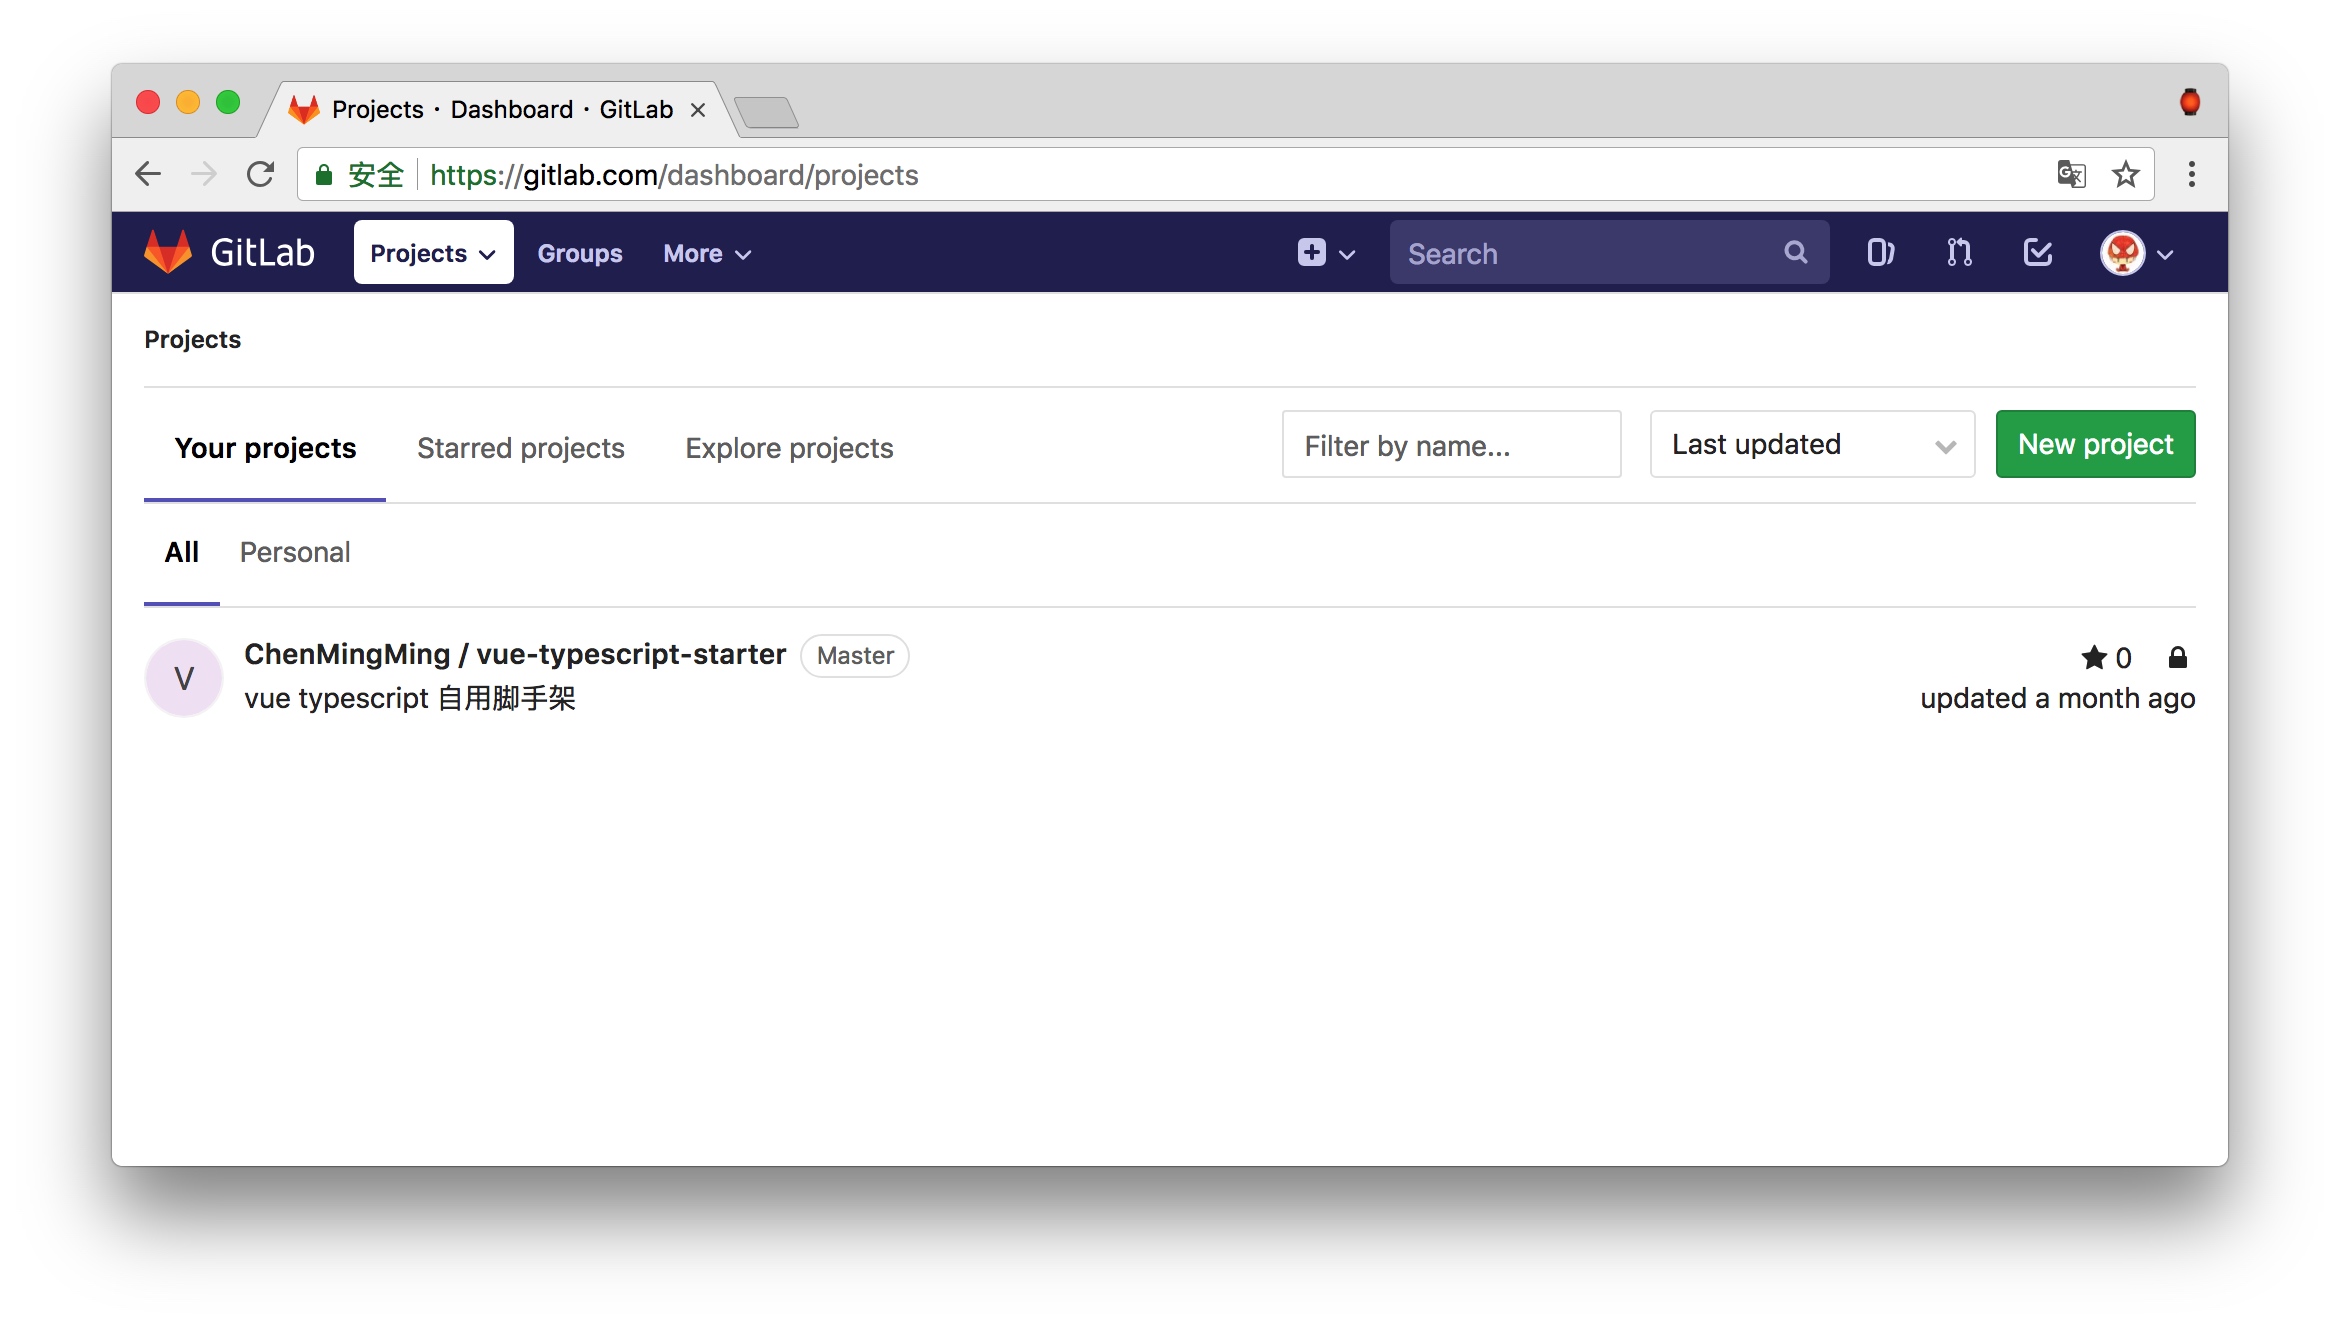 Projects · Dashboard · GitLab
安全 https://gitlab.com/dashboard/projects
GitLab Projects Groups More Search
Projects
Your projects Starred projects Explore projects Filter by name... Last updated New project
All Personal
V
ChenMingMing / vue-typescript-starter Master 0
vue typescript 自用脚手架 updated a month ago